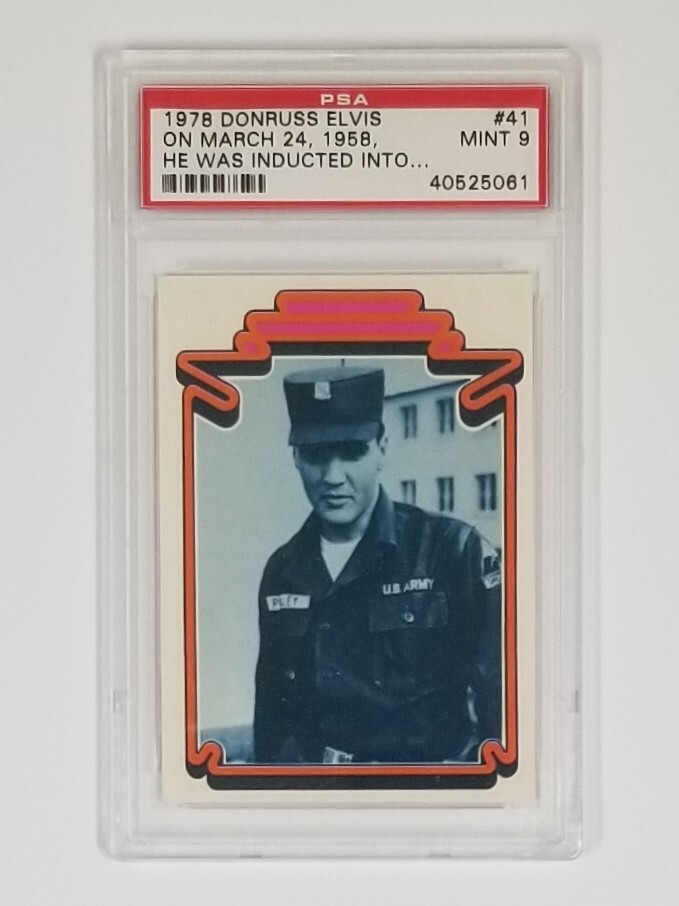 PSA
1978 DONRUSS ELVIS #41
ON MARCH 24, 1958, MINT 9
HE WAS INDUCTED INTO...
40525061
U.S. ARMY